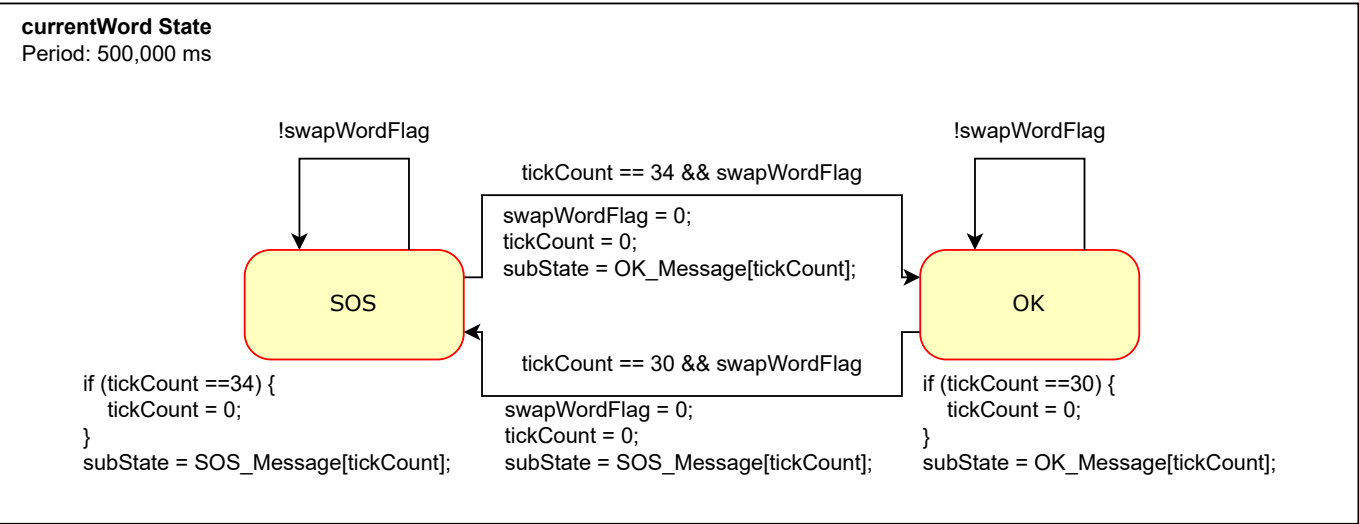 currentWord State
Period: 500,000 ms
!swapWordFlag
!swapWordFlag
tickCount == 34 && swapWordFlag
swapWordFlag = 0;
tickCount = 0;
subState = OK_Message[tickCount];
SOS
OK
tickCount == 30 && swapWordFlag
if (tickCount ==34) {
tickCount = 0;
}
subState = SOS_Message[tickCount];
swapWordFlag = 0;
tickCount = 0;
subState = SOS_Message[tickCount];
if (tickCount ==30) {
tickCount = 0;
}
subState = OK_Message[tickCount];